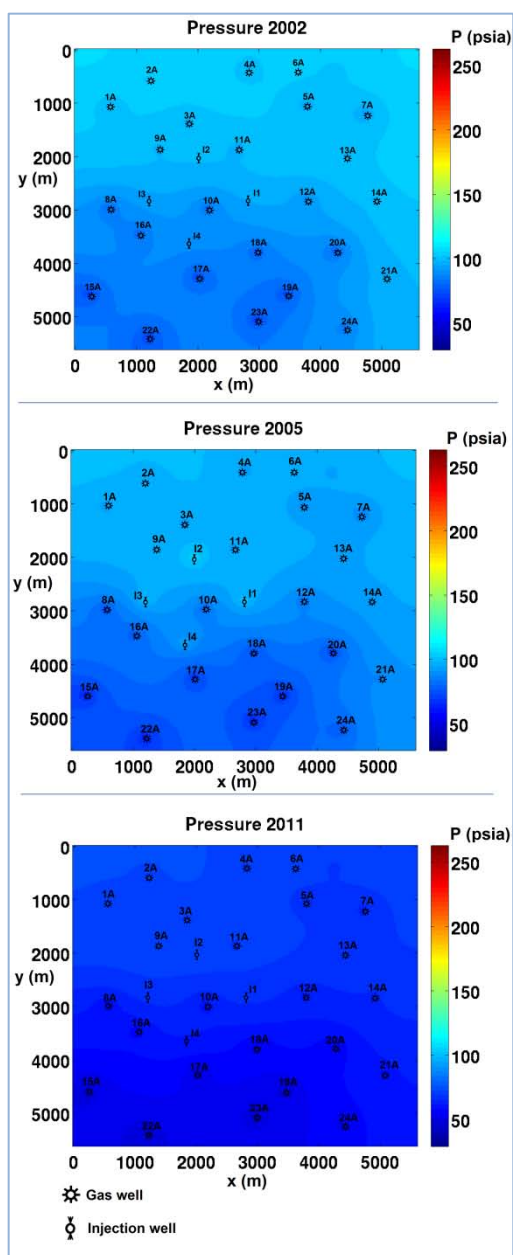 Pressure 2002
P (psia)
0
1000
2000
3000
4000
5000
y (m)
2A
4A
6A
1A
3A
5A
7A
9A
I2
11A
13A
8A
I3
10A
I1
12A
14A
16A
I4
18A
20A
15A
17A
19A
21A
22A
23A
24A
250
200
150
100
50
0 1000 2000 3000 4000 5000
x (m)
Pressure 2005
P (psia)
0
1000
2000
3000
4000
5000
y (m)
2A
4A
6A
1A
3A
5A
7A
9A
I2
11A
13A
8A
I3
10A
I1
12A
14A
16A
I4
18A
20A
15A
17A
19A
21A
22A
23A
24A
250
200
150
100
50
0 1000 2000 3000 4000 5000
x (m)
Pressure 2011
P (psia)
0
1000
2000
3000
4000
5000
y (m)
2A
4A
6A
1A
3A
5A
7A
9A
I2
11A
13A
8A
I3
10A
I1
12A
14A
16A
I4
18A
20A
15A
17A
19A
21A
22A
23A
24A
250
200
150
100
50
0 1000 2000 3000 4000 5000
x (m)
Gas well
Injection well